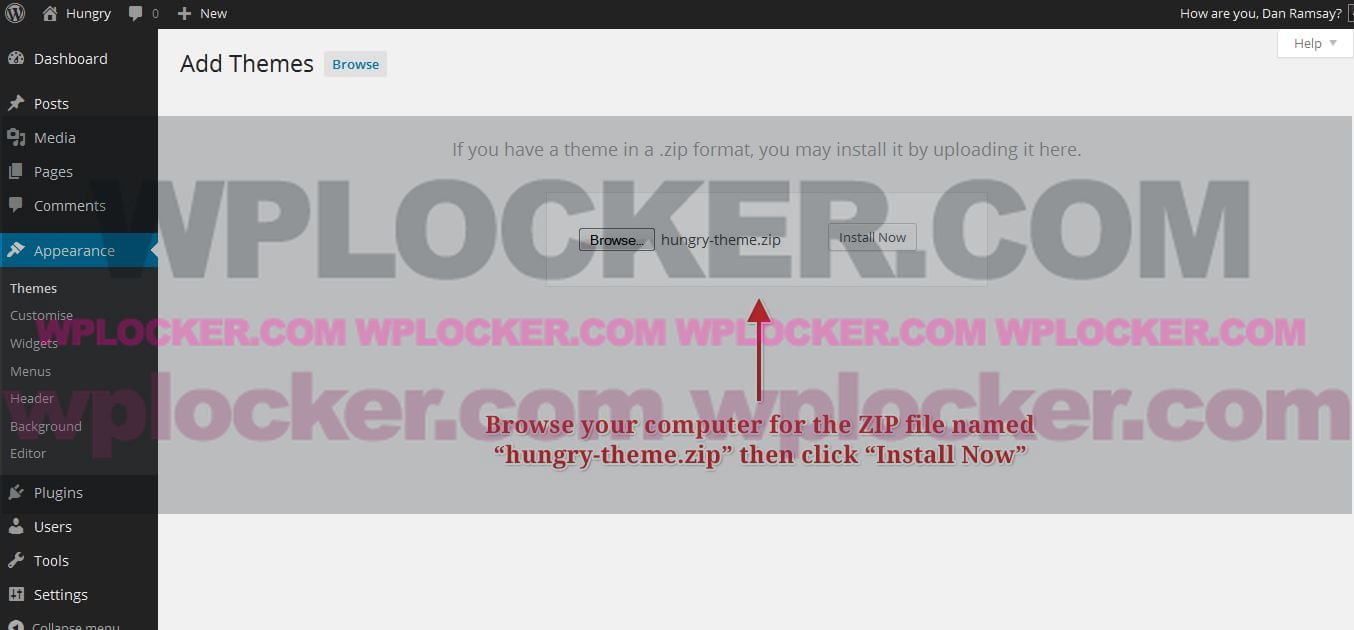 Hungry 0 New How are you, Dan Ramsay?
Help
Add Themes Browse
Dashboard
Posts
Media
Pages
Comments
Appearance
Themes
Customise
Widgets
Menus
Header
Background
Editor
Plugins
Users
Tools
Settings
Collapse menu
If you have a theme in a .zip format, you may install it by uploading it here.
WPLOCKER.COM
Browse... hungry-theme.zip Install Now
WPLOCKER.COM WPLOCKER.COM WPLOCKER.COM WPLOCKER.COM
wplocker.com wplocker.com
Browse your computer for the ZIP file named
“hungry-theme.zip” then click “Install Now”